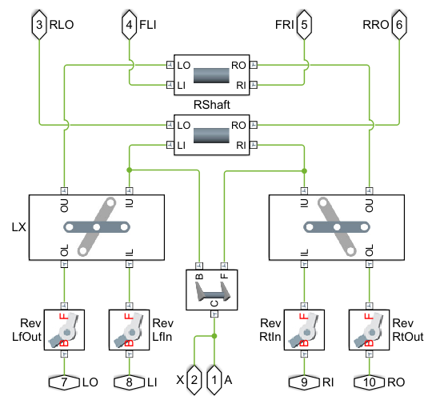 3 RLO 4 FLI FRI 5 RRO 6
LO RO
LI RI
RShaft
LO RO
LI RI
OU IU IU OU
LX
OL IL IL OL
B F
C
Rev F
LfOut B
Rev F
LfIn B
Rev F
RtIn B
F Rev
B RtOut
X 2 1 A
7 LO 8 LI 9 RI 10 RO